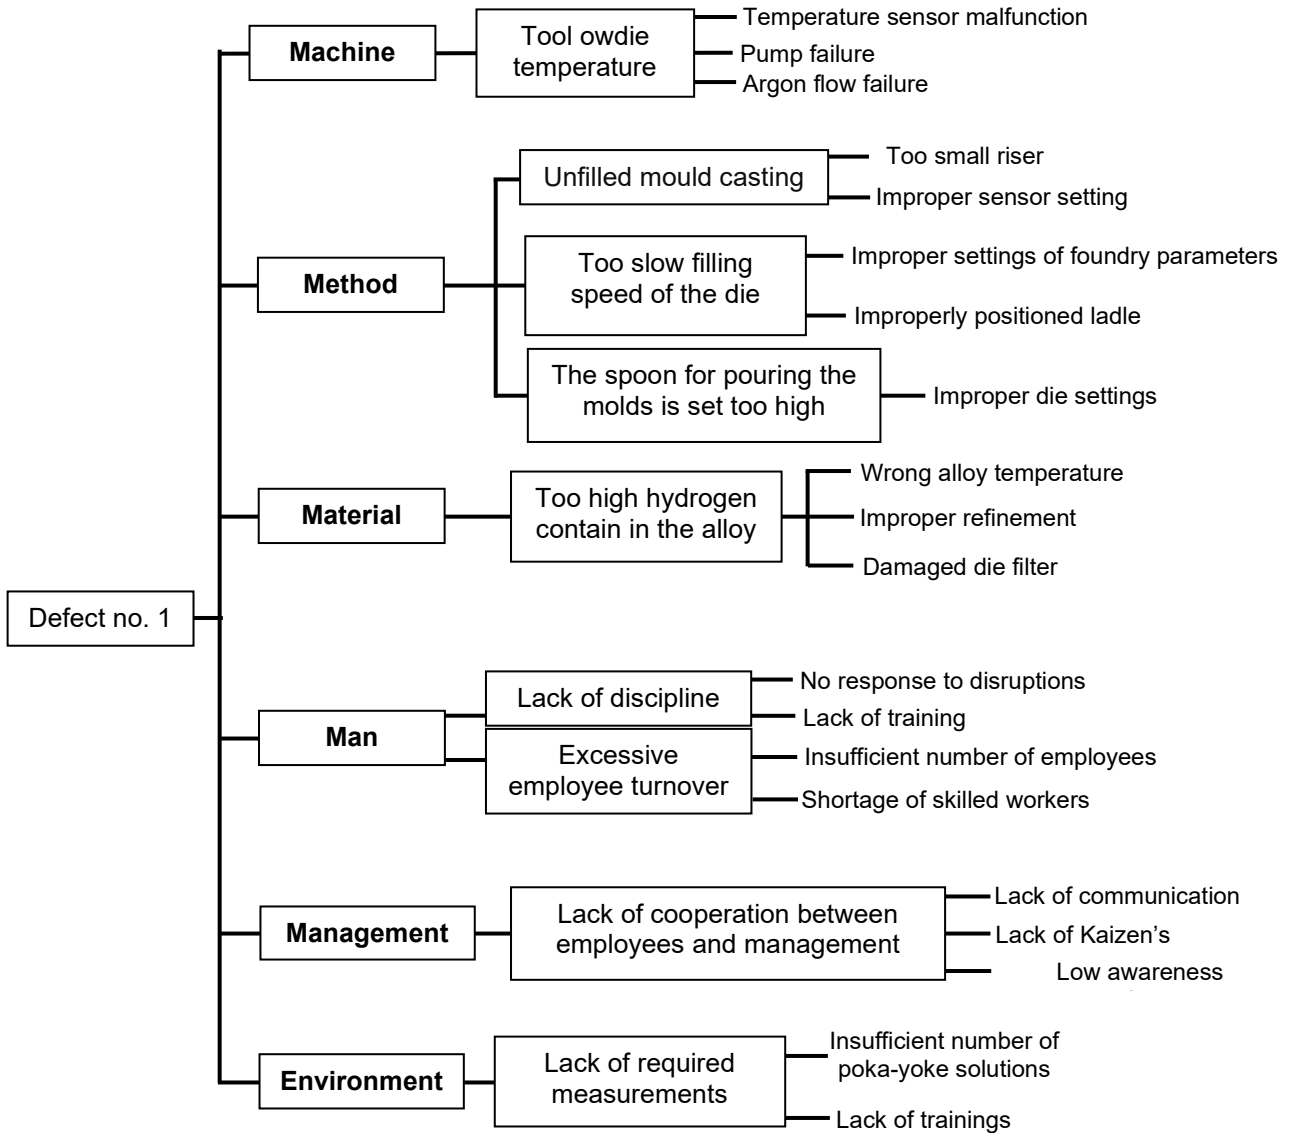 Machine
Tool owdie
temperature
Temperature sensor malfunction
Pump failure
Argon flow failure
Method
Unfilled mould casting
Too small riser
Improper sensor setting
Too slow filling
speed of the die
Improper settings of foundry parameters
Improperly positioned ladle
The spoon for pouring the
molds is set too high
Improper die settings
Material
Too high hydrogen
contain in the alloy
Wrong alloy temperature
Improper refinement
Damaged die filter
Defect no. 1
Man
Lack of discipline
No response to disruptions
Lack of training
Excessive
employee turnover
Insufficient number of employees
Shortage of skilled workers
Management
Lack of cooperation between
employees and management
Lack of communication
Lack of Kaizen’s
Low awareness
Environment
Lack of required
measurements
Insufficient number of
poka-yoke solutions
Lack of trainings